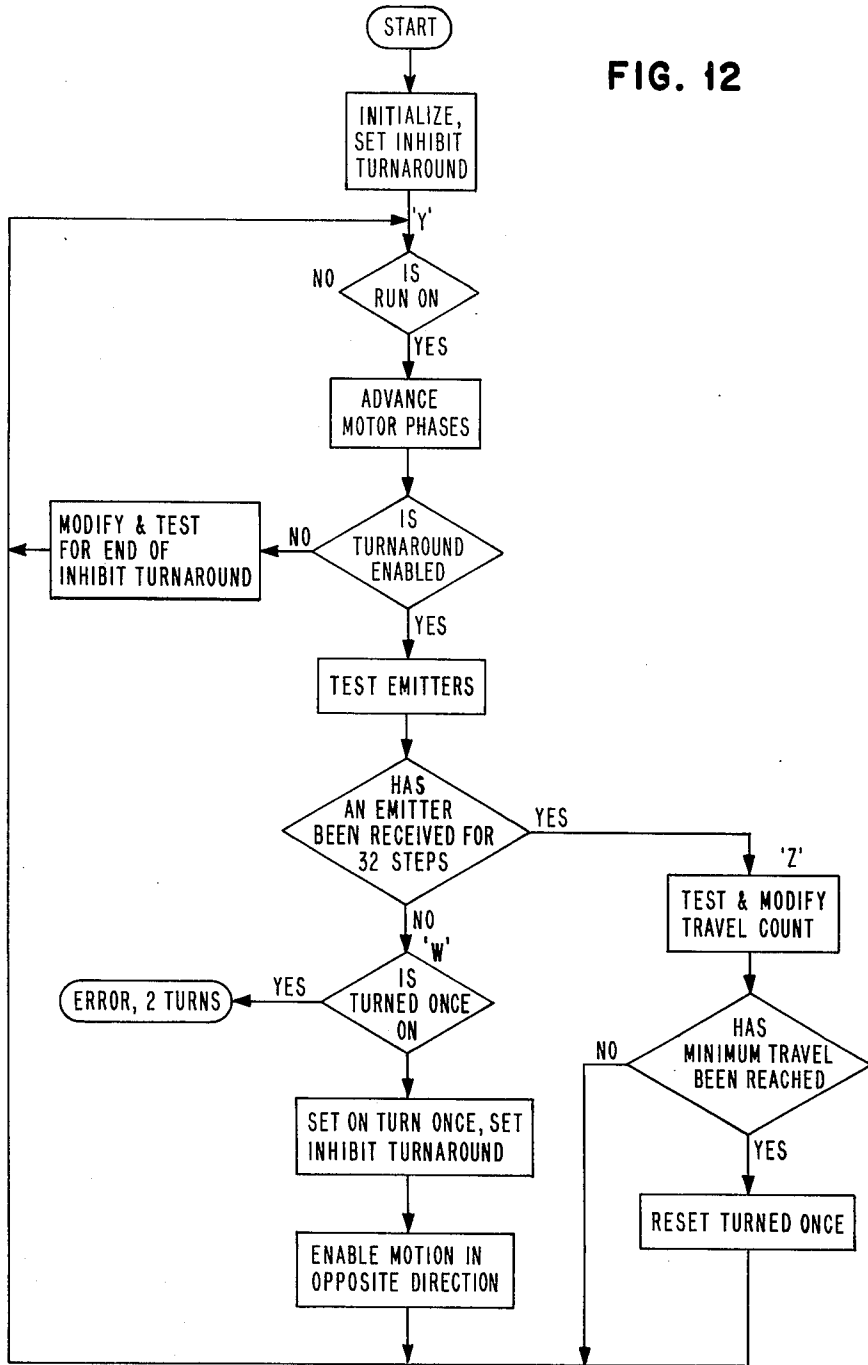 START
FIG. 12
INITIALIZE,
SET INHIBIT
TURNAROUND
'Y'
IS
RUN ON
NO
YES
ADVANCE
MOTOR PHASES
IS
TURNAROUND
ENABLED
NO
MODIFY & TEST
FOR END OF
INHIBIT TURNAROUND
YES
TEST EMITTERS
HAS
AN EMITTER
BEEN RECEIVED FOR
32 STEPS
YES
'Z'
TEST & MODIFY
TRAVEL COUNT
NO
'W'
IS
TURNED ONCE
ON
YES
ERROR, 2 TURNS
HAS
MINIMUM TRAVEL
BEEN REACHED
NO
YES
SET ON TURN ONCE, SET
INHIBIT TURNAROUND
RESET TURNED ONCE
ENABLE MOTION IN
OPPOSITE DIRECTION